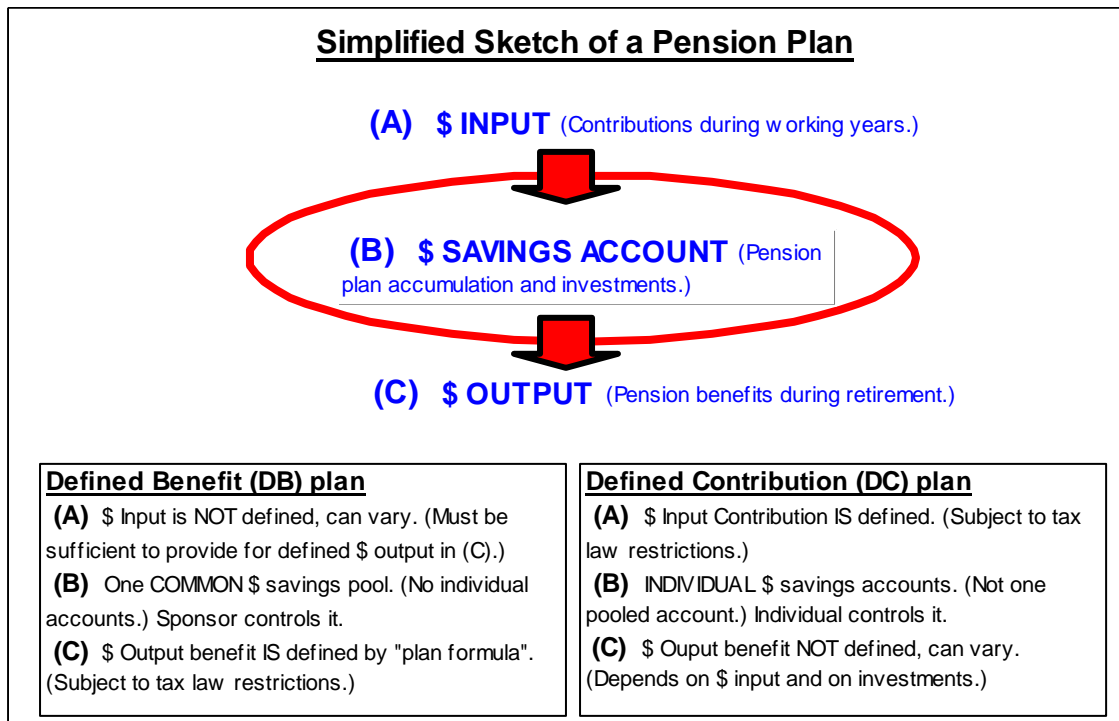 Simplified Sketch of a Pension Plan
(A) $ INPUT (Contributions during working years.)
(B) $ SAVINGS ACCOUNT (Pension
plan accumulation and investments.)
(C) $ OUTPUT (Pension benefits during retirement.)
Defined Benefit (DB) plan
(A) $ Input is NOT defined, can vary. (Must be
sufficient to provide for defined $ output in (C).)
(B) One COMMON $ savings pool. (No individual
accounts.) Sponsor controls it.
(C) $ Output benefit IS defined by "plan formula".
(Subject to tax law restrictions.)
Defined Contribution (DC) plan
(A) $ Input Contribution IS defined. (Subject to tax
law restrictions.)
(B) INDIVIDUAL $ savings accounts. (Not one
pooled account.) Individual controls it.
(C) $ Ouput benefit NOT defined, can vary.
(Depends on $ input and on investments.)